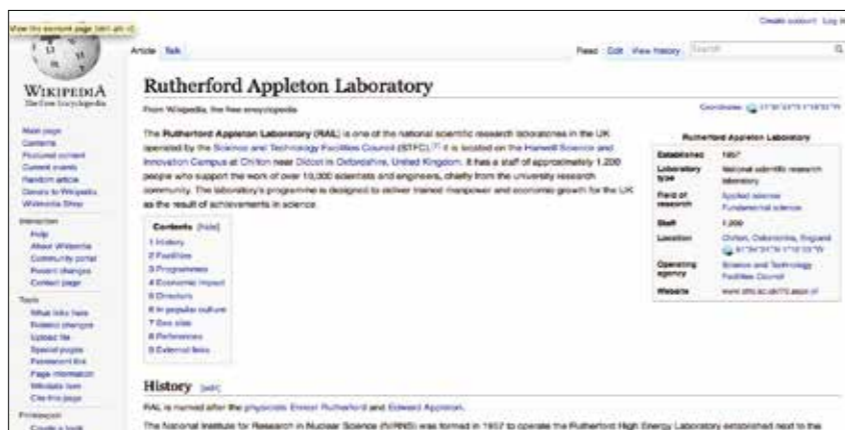 View the content page [alt-shift-c]
Create account Log in
Article Talk
Read Edit View history Search
WIKIPEDIA
The Free Encyclopedia
Rutherford Appleton Laboratory
From Wikipedia, the free encyclopedia
Coordinates:
The Rutherford Appleton Laboratory (RAL) is one of the national scientific research laboratories in the UK
operated by the Science and Technology Facilities Council (STFC).[1] It is located on the Harwell Science and
Innovation Campus at Chilton near Didcot in Oxfordshire, United Kingdom. It has a staff of approximately 1,200
people who support the work of over 10,000 scientists and engineers, chiefly from the university research
community. The laboratory's programme is designed to deliver trained manpower and economic growth for the UK
as the result of achievements in science.
Rutherford Appleton Laboratory
Established 1957
Laboratory type National scientific research laboratory
Field of research Applied science
Fundamental science
Staff 1,200
Location Chilton, Oxfordshire, England
Operating agency Science and Technology Facilities Council
Website
Main page
Contents
Featured content
Current events
Random article
Donate to Wikipedia
Wikimedia Shop
Interaction
Help
About Wikipedia
Community portal
Recent changes
Contact page
Tools
What links here
Related changes
Upload file
Special pages
Permanent link
Page information
Wikidata item
Cite this page
Print/export
Create a book
Contents [hide]
1 History
2 Facilities
3 Programmes
4 Economic impact
5 Directors
6 In popular culture
7 See also
8 References
9 External links
History [edit]
RAL is named after the physicists Ernest Rutherford and Edward Appleton.
The National Institute for Research in Nuclear Science (NIRNS) was formed in 1957 to operate the Rutherford High Energy Laboratory established next to the